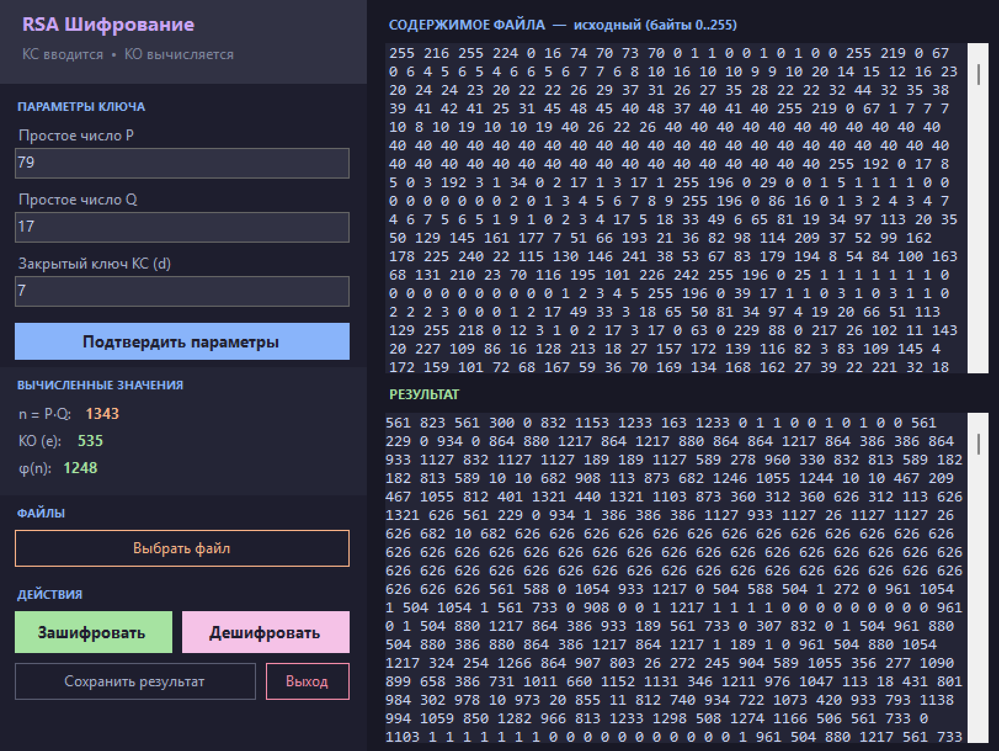 RSA Шифрование
КС вводится • КО вычисляется
ПАРАМЕТРЫ КЛЮЧА
Простое число P
79
Простое число Q
17
Закрытый ключ КС (d)
7
Подтвердить параметры
ВЫЧИСЛЕННЫЕ ЗНАЧЕНИЯ
n = P·Q: 1343
КО (e): 535
φ(n): 1248
ФАЙЛЫ
Выбрать файл
ДЕЙСТВИЯ
Зашифровать Дешифровать
Сохранить результат Выход
СОДЕРЖИМОЕ ФАЙЛА — исходный (байты 0..255)
255 216 255 224 0 16 74 70 73 70 0 1 1 0 0 1 0 1 0 0 255 219 0 67
0 6 4 5 6 5 4 6 6 5 6 7 7 6 8 10 16 10 10 9 9 10 20 14 15 12 16 23
20 24 24 23 20 22 22 26 29 37 31 26 27 35 28 22 22 32 44 32 35 38
39 41 42 41 25 31 45 48 45 40 48 37 40 41 40 255 219 0 67 1 7 7 7
10 8 10 19 10 10 19 40 26 22 26 40 40 40 40 40 40 40 40 40 40 40
40 40 40 40 40 40 40 40 40 40 40 40 40 40 40 40 40 40 40 40 40 40
40 40 40 40 40 40 40 40 40 40 40 40 40 40 40 40 40 255 192 0 17 8
5 0 3 192 3 1 34 0 2 17 1 3 17 1 255 196 0 29 0 0 1 5 1 1 1 1 0 0
0 0 0 0 0 0 0 2 0 1 3 4 5 6 7 8 9 255 196 0 86 16 0 1 3 2 4 3 4 7
4 6 7 5 6 5 1 9 1 0 2 3 4 17 5 18 33 49 6 65 81 19 34 97 113 20 35
50 129 145 161 177 7 51 66 193 21 36 82 98 114 209 37 52 99 162
178 225 240 22 115 130 146 241 38 53 67 83 179 194 8 54 84 100 163
68 131 210 23 70 116 195 101 226 242 255 196 0 25 1 1 1 1 1 1 1 0
0 0 0 0 0 0 0 0 0 0 1 2 3 4 5 255 196 0 39 17 1 1 0 3 1 0 3 1 1 0
2 2 2 3 0 0 0 1 2 17 49 33 3 18 65 50 81 34 97 4 19 20 66 51 113
129 255 218 0 12 3 1 0 2 17 3 17 0 63 0 229 88 0 217 26 102 11 143
20 227 109 86 16 128 213 18 27 157 172 139 116 82 3 83 109 145 4
172 159 101 72 68 167 59 36 70 169 134 168 162 27 39 22 221 32 18
РЕЗУЛЬТАТ
561 823 561 300 0 832 1153 1233 163 1233 0 1 1 0 0 1 0 1 0 0 561
229 0 934 0 864 880 1217 864 1217 880 864 864 1217 864 386 386 864
933 1127 832 1127 1127 189 189 1127 589 278 960 330 832 813 589 182
182 813 589 10 10 682 908 113 873 682 1246 1055 1244 10 10 467 209
467 1055 812 401 1321 440 1321 1103 873 360 312 360 626 312 113 626
1321 626 561 229 0 934 1 386 386 386 1127 933 1127 26 1127 1127 26
626 682 10 682 626 626 626 626 626 626 626 626 626 626 626 626 626
626 626 626 626 626 626 626 626 626 626 626 626 626 626 626 626 626
626 626 626 626 626 626 626 626 626 626 626 626 626 626 626 626 626
626 626 626 561 588 0 1054 933 1217 0 504 588 504 1 272 0 961 1054
1 504 1054 1 561 733 0 908 0 0 1 1217 1 1 1 1 0 0 0 0 0 0 0 0 0 961
0 1 504 880 1217 864 386 933 189 561 733 0 307 832 0 1 504 961 880
504 880 386 880 864 386 1217 864 1217 1 189 1 0 961 504 880 1054
1217 324 254 1266 864 907 803 26 272 245 904 589 1055 356 277 1090
899 658 386 731 1011 660 1152 1131 346 1211 976 1047 113 18 431 801
984 302 978 10 973 20 855 11 812 740 934 722 1073 420 933 793 1138
994 1059 850 1282 966 813 1233 1298 508 1274 1166 506 561 733 0
1103 1 1 1 1 1 1 1 0 0 0 0 0 0 0 0 0 0 0 1 961 504 880 1217 561 733